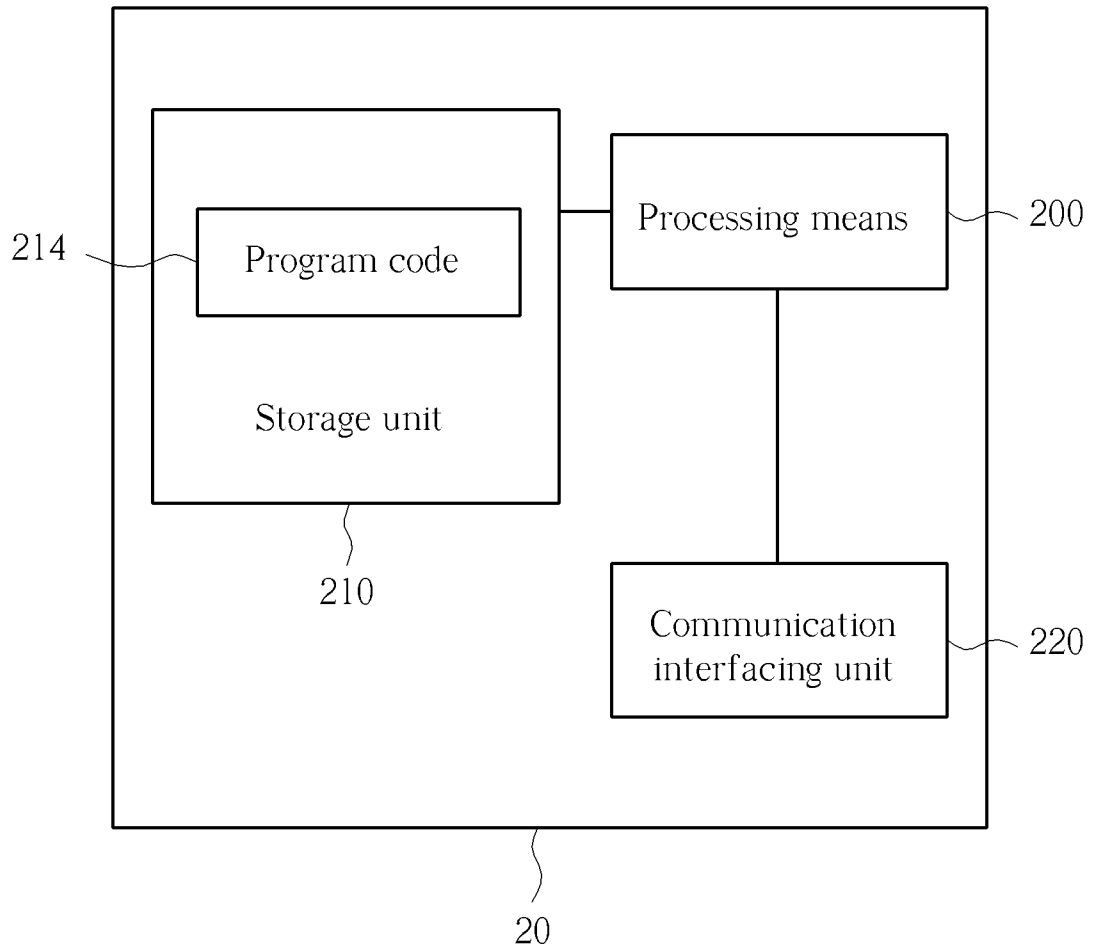 Processing means
200
214
Program code
Storage unit
210
Communication
interfacing unit
220
20